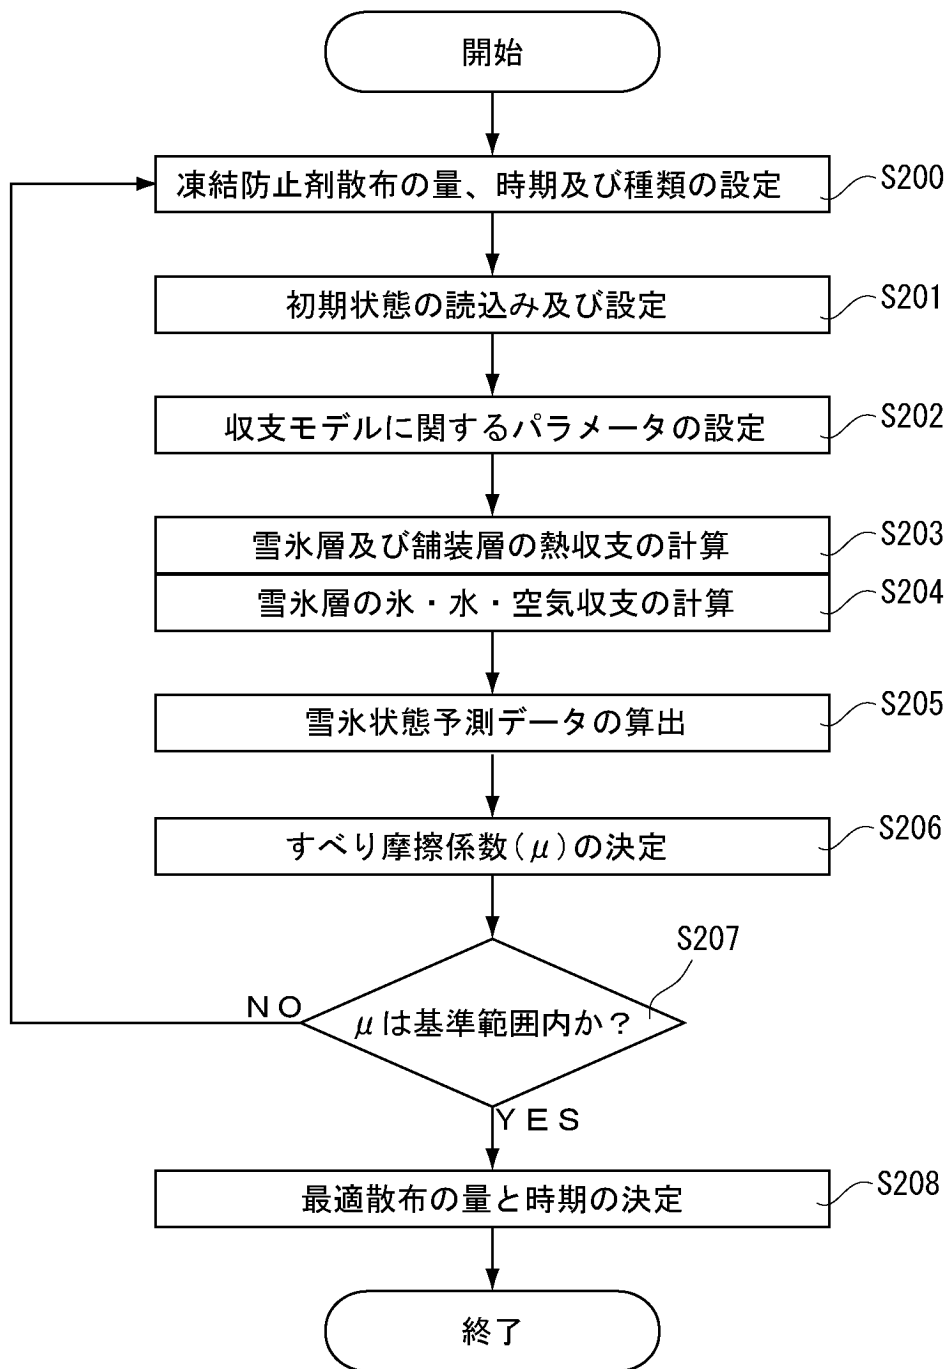 開始
凍結防止剤散布の量、時期及び種類の設定
S200
初期状態の読込み及び設定
S201
収支モデルに関するパラメータの設定
S202
雪氷層及び舗装層の熱収支の計算
S203
雪氷層の氷・水・空気収支の計算
S204
雪氷状態予測データの算出
S205
すべり摩擦係数(μ)の決定
S206
S207
NO
μは基準範囲内か？
YES
最適散布の量と時期の決定
S208
終了